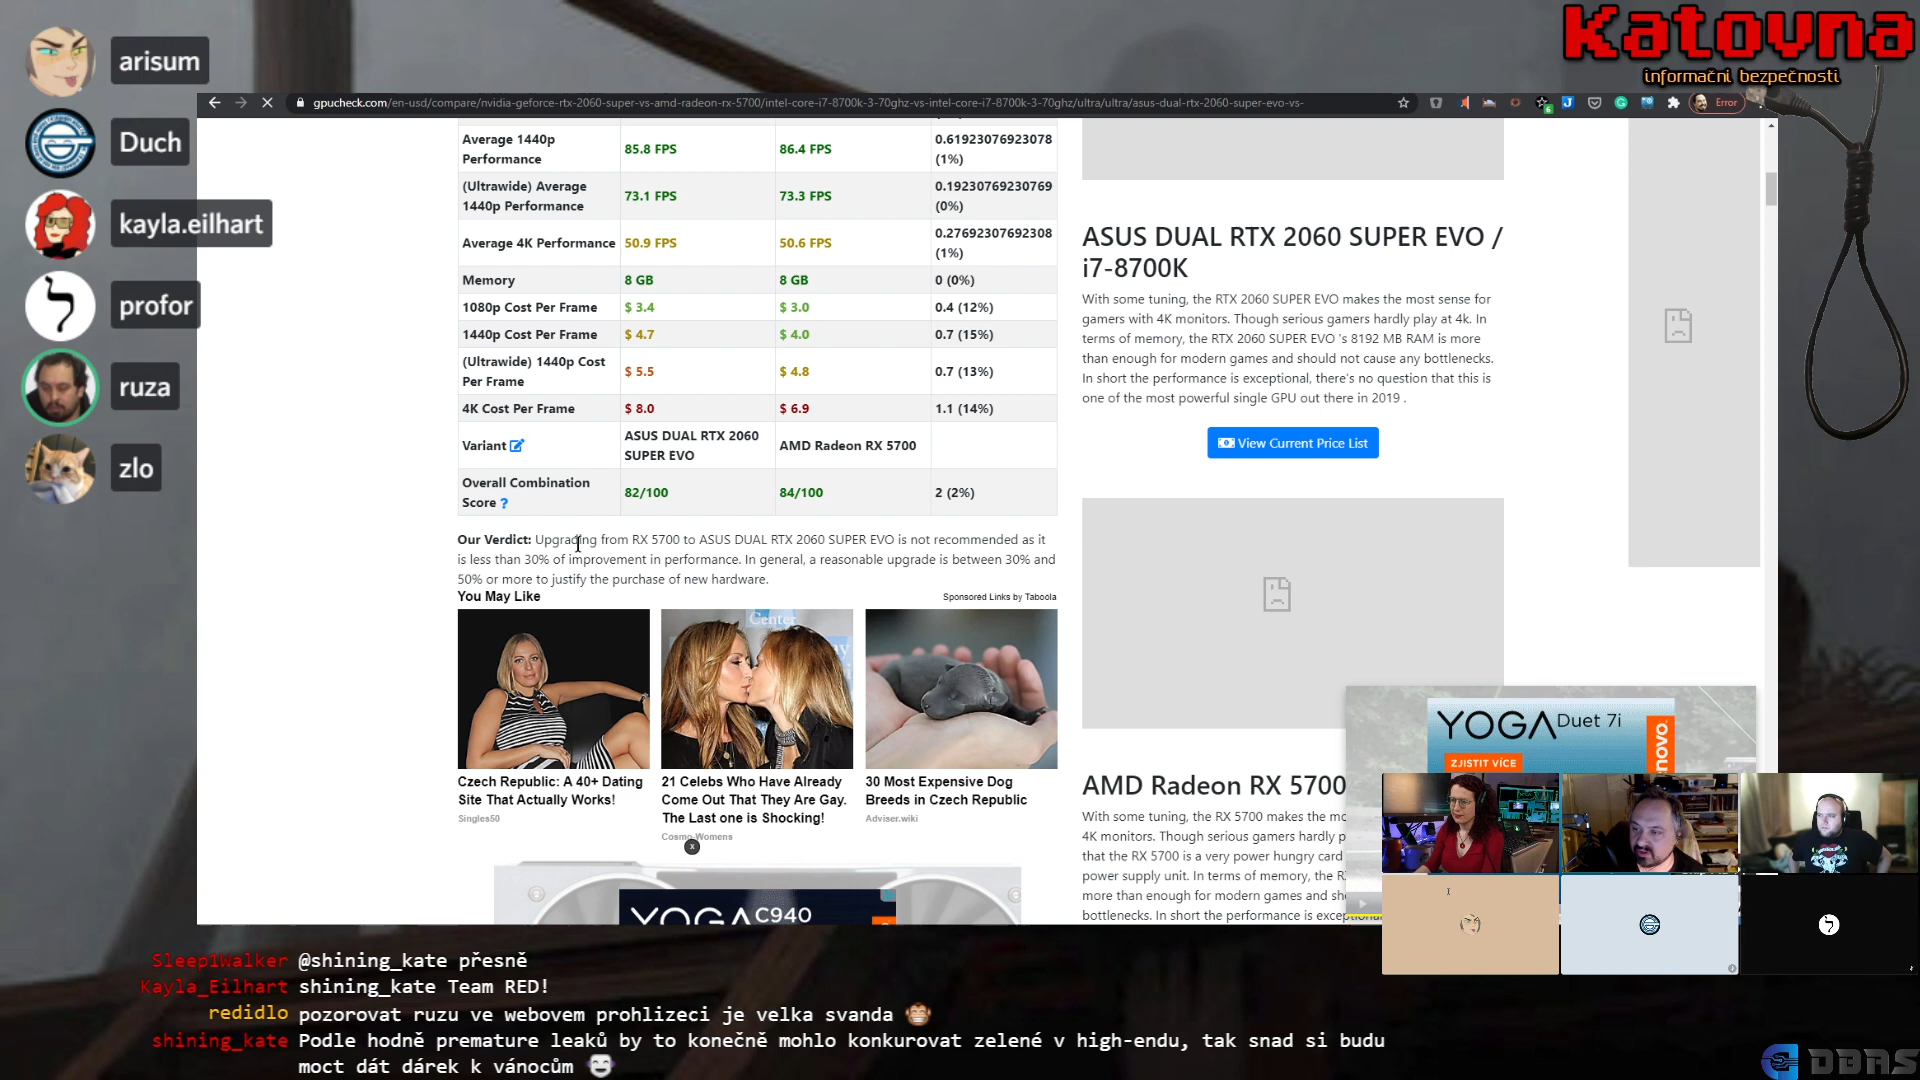 Katovna
informační bezpečnosti
arisum
Duch
kayla.eilhart
profor
ruza
zlo
gpucheck.com/en-usd/compare/nvidia-geforce-rtx-2060-super-vs-amd-radeon-rx-5700/intel-core-i7-8700k-3-70ghz-vs-intel-core-i7-8700k-3-70ghz/ultra/ultra/asus-dual-rtx-2060-super-evo-vs-
Error
Average 1440p Performance 85.8 FPS 86.4 FPS 0.61923076923078 (1%)
(Ultrawide) Average 1440p Performance 73.1 FPS 73.3 FPS 0.19230769230769 (0%)
Average 4K Performance 50.9 FPS 50.6 FPS 0.27692307692308 (1%)
Memory 8 GB 8 GB 0 (0%)
1080p Cost Per Frame $ 3.4 $ 3.0 0.4 (12%)
1440p Cost Per Frame $ 4.7 $ 4.0 0.7 (15%)
(Ultrawide) 1440p Cost Per Frame $ 5.5 $ 4.8 0.7 (13%)
4K Cost Per Frame $ 8.0 $ 6.9 1.1 (14%)
Variant ASUS DUAL RTX 2060 SUPER EVO AMD Radeon RX 5700
Overall Combination Score ? 82/100 84/100 2 (2%)
Our Verdict: Upgrading from RX 5700 to ASUS DUAL RTX 2060 SUPER EVO is not recommended as it
is less than 30% of improvement in performance. In general, a reasonable upgrade is between 30% and
50% or more to justify the purchase of new hardware.
You May Like
Sponsored Links by Taboola
Center
Czech Republic: A 40+ Dating
Site That Actually Works!
Singles50
21 Celebs Who Have Already
Come Out That They Are Gay.
The Last one is Shocking!
Cosmo-Womens
30 Most Expensive Dog
Breeds in Czech Republic
Adviser.wiki
x
YOGA C940
ASUS DUAL RTX 2060 SUPER EVO /
i7-8700K
With some tuning, the RTX 2060 SUPER EVO makes the most sense for
gamers with 4K monitors. Though serious gamers hardly play at 4k. In
terms of memory, the RTX 2060 SUPER EVO 's 8192 MB RAM is more
than enough for modern games and should not cause any bottlenecks.
In short the performance is exceptional, there's no question that this is
one of the most powerful single GPU out there in 2019 .
View Current Price List
AMD Radeon RX 5700
With some tuning, the RX 5700 makes the
4K monitors. Though serious gamers hardly
that the RX 5700 is a very power hungry card
power supply unit. In terms of memory, the
more than enough for modern games and
bottlenecks. In short the performance is
YOGA Duet 7i
ZJISTIT VÍCE
Sleep1Walker @shining_kate přesně
Kayla_Eilhart shining_kate Team RED!
redidlo pozorovat ruzu ve webovem prohlizeci je velka svanda
shining_kate Podle hodně premature leaků by to konečně mohlo konkurovat zelené v high-endu, tak snad si budu
moct dát dárek k vánocům
DBAS